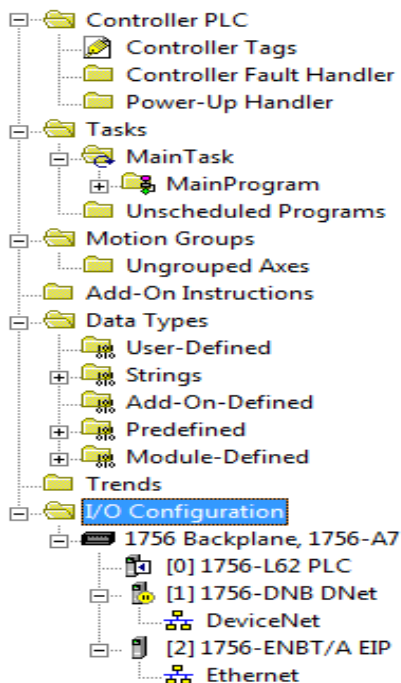 Controller PLC
Controller Tags
Controller Fault Handler
Power-Up Handler
Tasks
MainTask
MainProgram
Unscheduled Programs
Motion Groups
Ungrouped Axes
Add-On Instructions
Data Types
User-Defined
Strings
Add-On-Defined
Predefined
Module-Defined
Trends
I/O Configuration
1756 Backplane, 1756-A7
[0] 1756-L62 PLC
[1] 1756-DNB DNet
DeviceNet
[2] 1756-ENBT/A EIP
Ethernet